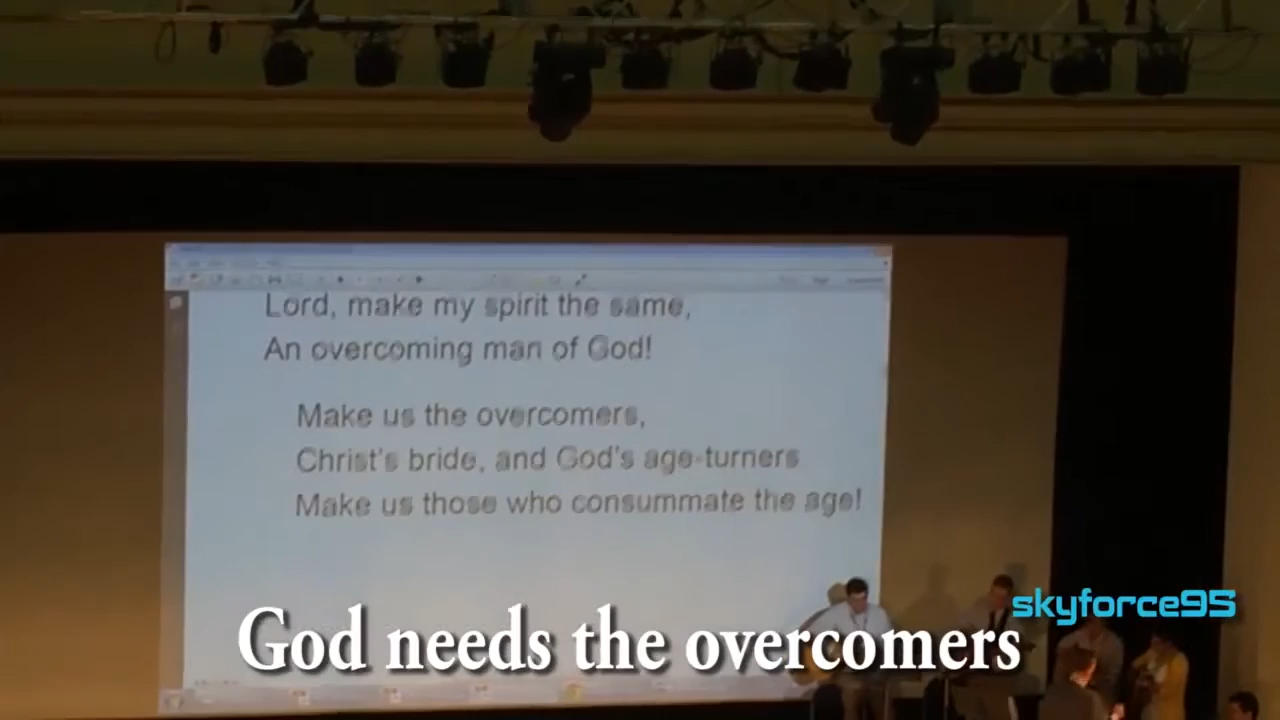 Lord, make my spirit the same,
An overcoming man of God!
Make us the overcomers,
Christ's bride, and God's age-turners
Make us those who consummate the age!
skyforce95
God needs the overcomers